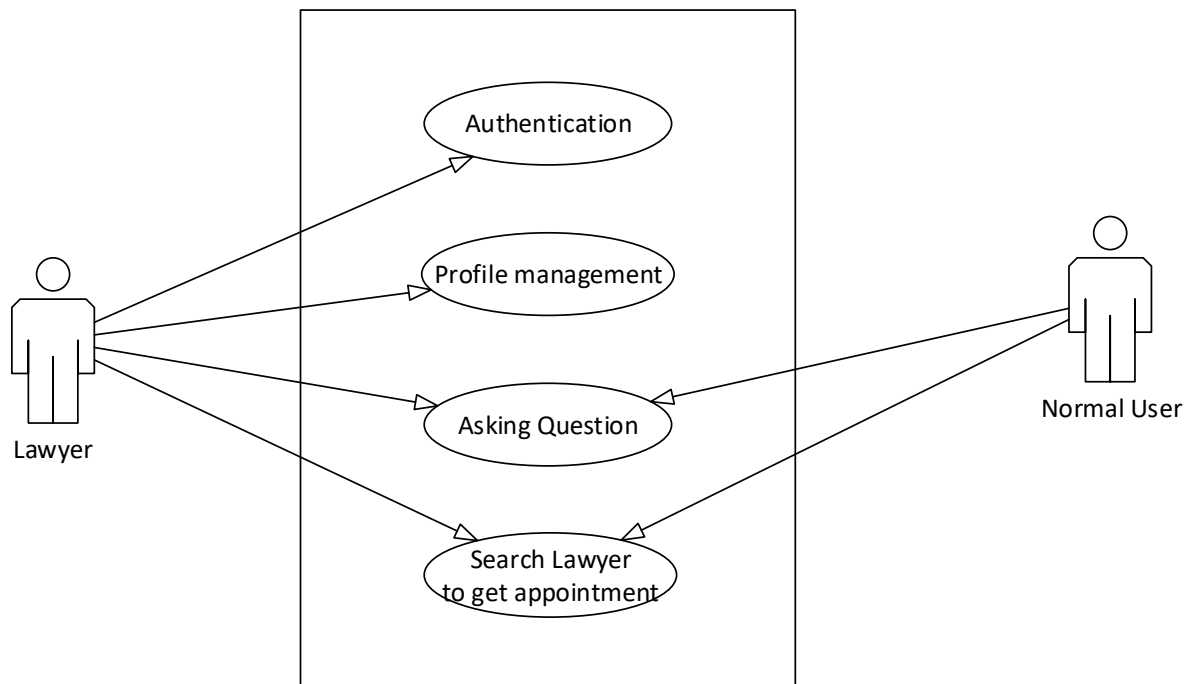 Authentication
Profile management
Lawyer
Asking Question
Normal User
Search Lawyer
to get appointment